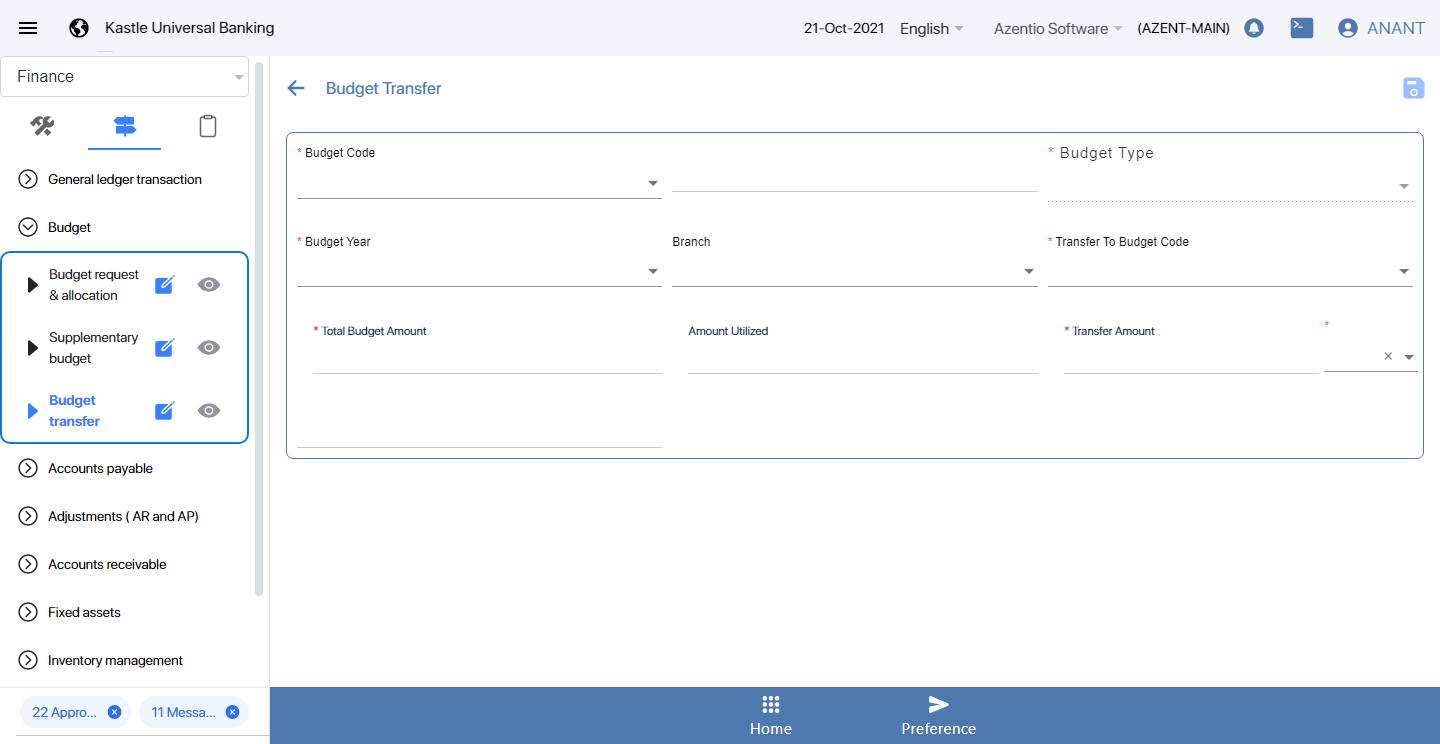 Kastle Universal Banking
21-Oct-2021
English
Azentio Software
(AZENT-MAIN)
ANANT
Finance
Budget Transfer
General ledger transaction
Budget
Budget request
& allocation
Supplementary
budget
Budget
transfer
Accounts payable
Adjustments ( AR and AP)
Accounts receivable
Fixed assets
Inventory management
22 Appro...
11 Messa...
* Budget Code
* Budget Type
* Budget Year
Branch
* Transfer To Budget Code
* Total Budget Amount
Amount Utilized
* Transfer Amount
*
Home
Preference